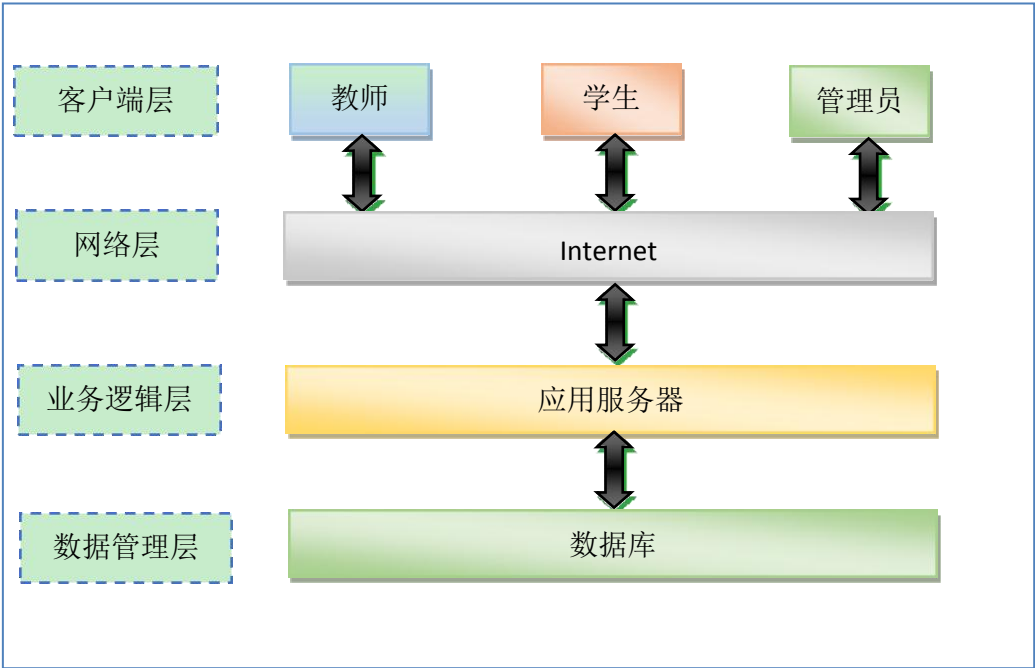 客户端层
教师
学生
管理员
网络层
Internet
业务逻辑层
应用服务器
数据管理层
数据库